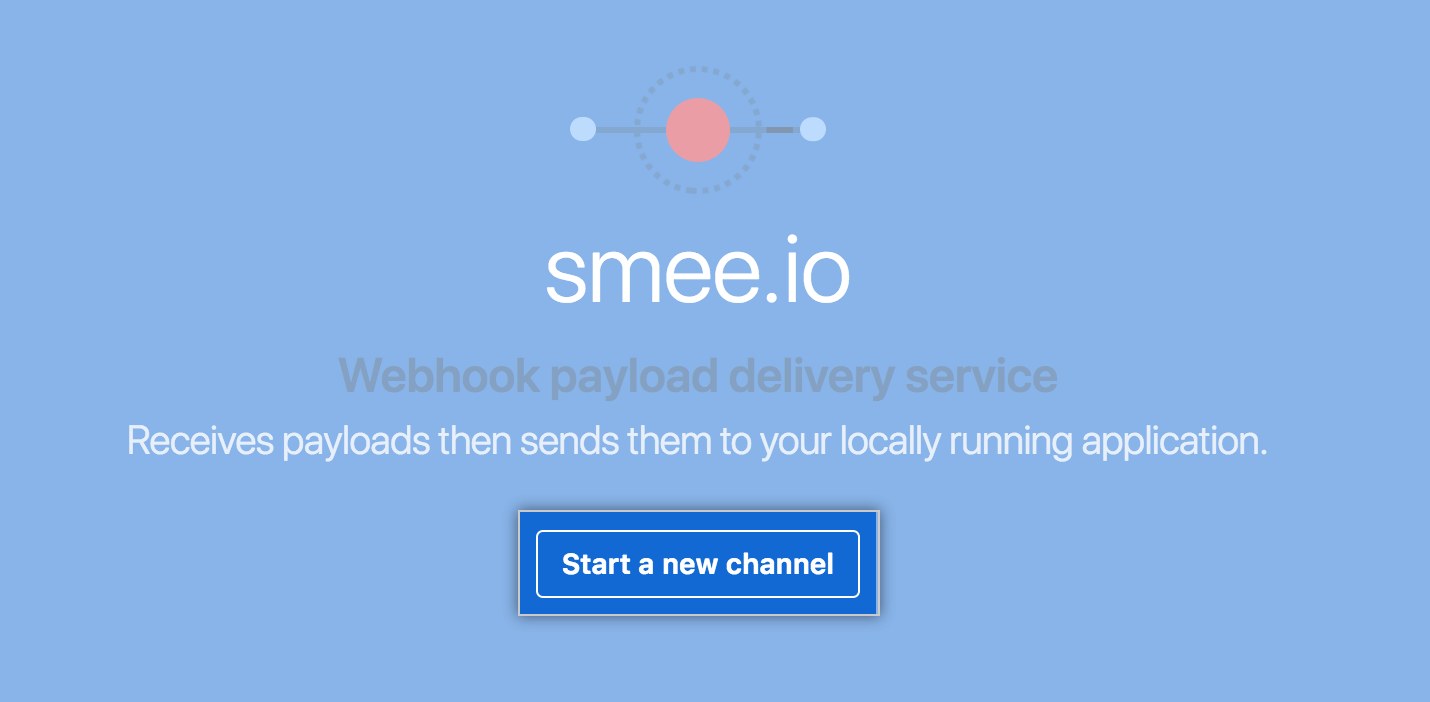 smee.io
Webhook payload delivery service
Receives payloads then sends them to your locally running application.
Start a new channel